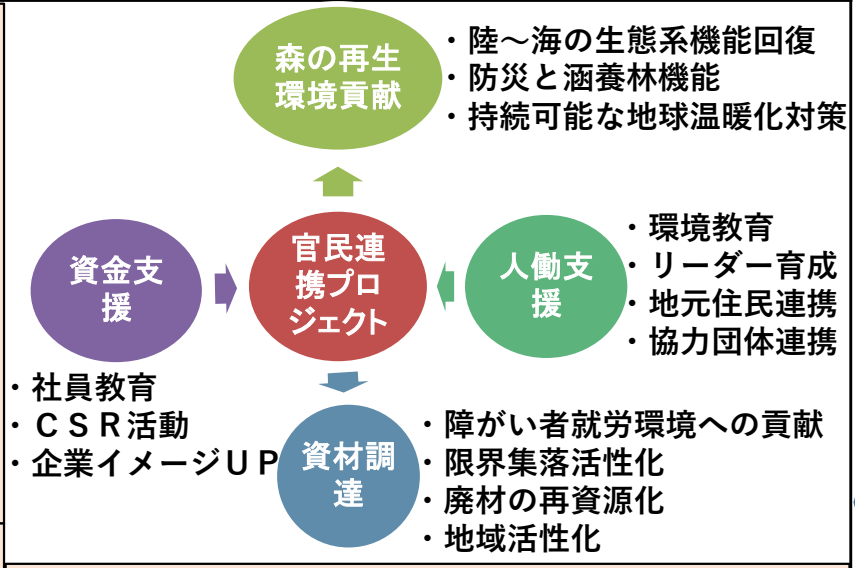 森の再生
環境貢献
・陸～海の生態系機能回復
・防災と涵養林機能
・持続可能な地球温暖化対策
資金支
援
官民連
携プロ
ジェクト
人働支
援
・環境教育
・リーダー育成
・地元住民連携
・協力団体連携
・社員教育
・ＣＳＲ活動
・企業イメージＵＰ
資材調
達
・障がい者就労環境への貢献
・限界集落活性化
・廃材の再資源化
・地域活性化